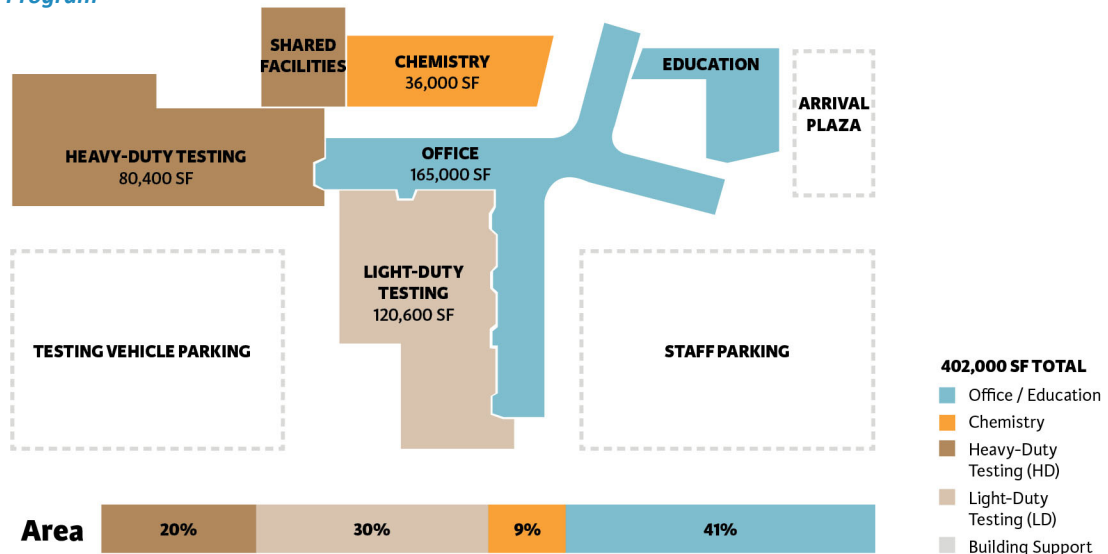 Program
SHARED
FACILITIES
CHEMISTRY
36,000 SF
EDUCATION
ARRIVAL
PLAZA
HEAVY-DUTY TESTING
80,400 SF
OFFICE
165,000 SF
LIGHT-DUTY
TESTING
120,600 SF
TESTING VEHICLE PARKING
STAFF PARKING
402,000 SF TOTAL
Office / Education
Chemistry
Heavy-Duty
Testing (HD)
Light-Duty
Testing (LD)
Building Support
Area 20% 30% 9% 41%